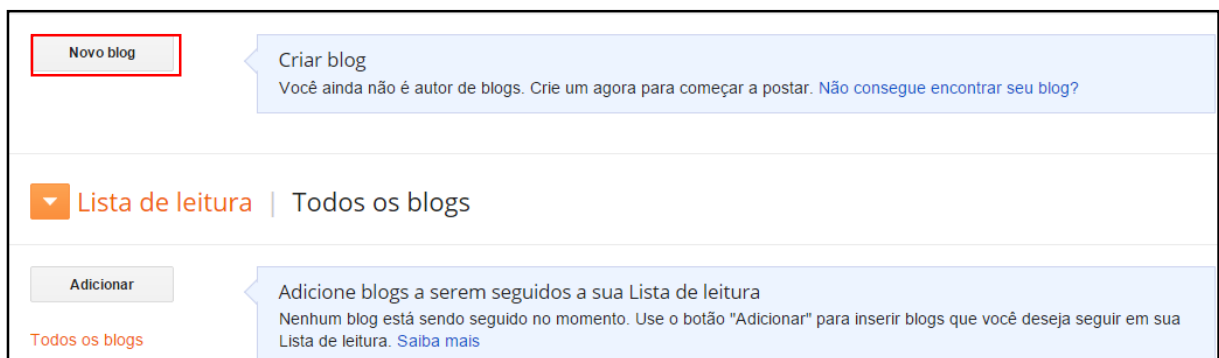 Novo blog
Criar blog
Você ainda não é autor de blogs. Crie um agora para começar a postar. Não consegue encontrar seu blog?
Lista de leitura | Todos os blogs
Adicionar
Todos os blogs
Adicione blogs a serem seguidos a sua Lista de leitura
Nenhum blog está sendo seguido no momento. Use o botão "Adicionar" para inserir blogs que você deseja seguir em sua
Lista de leitura. Saiba mais